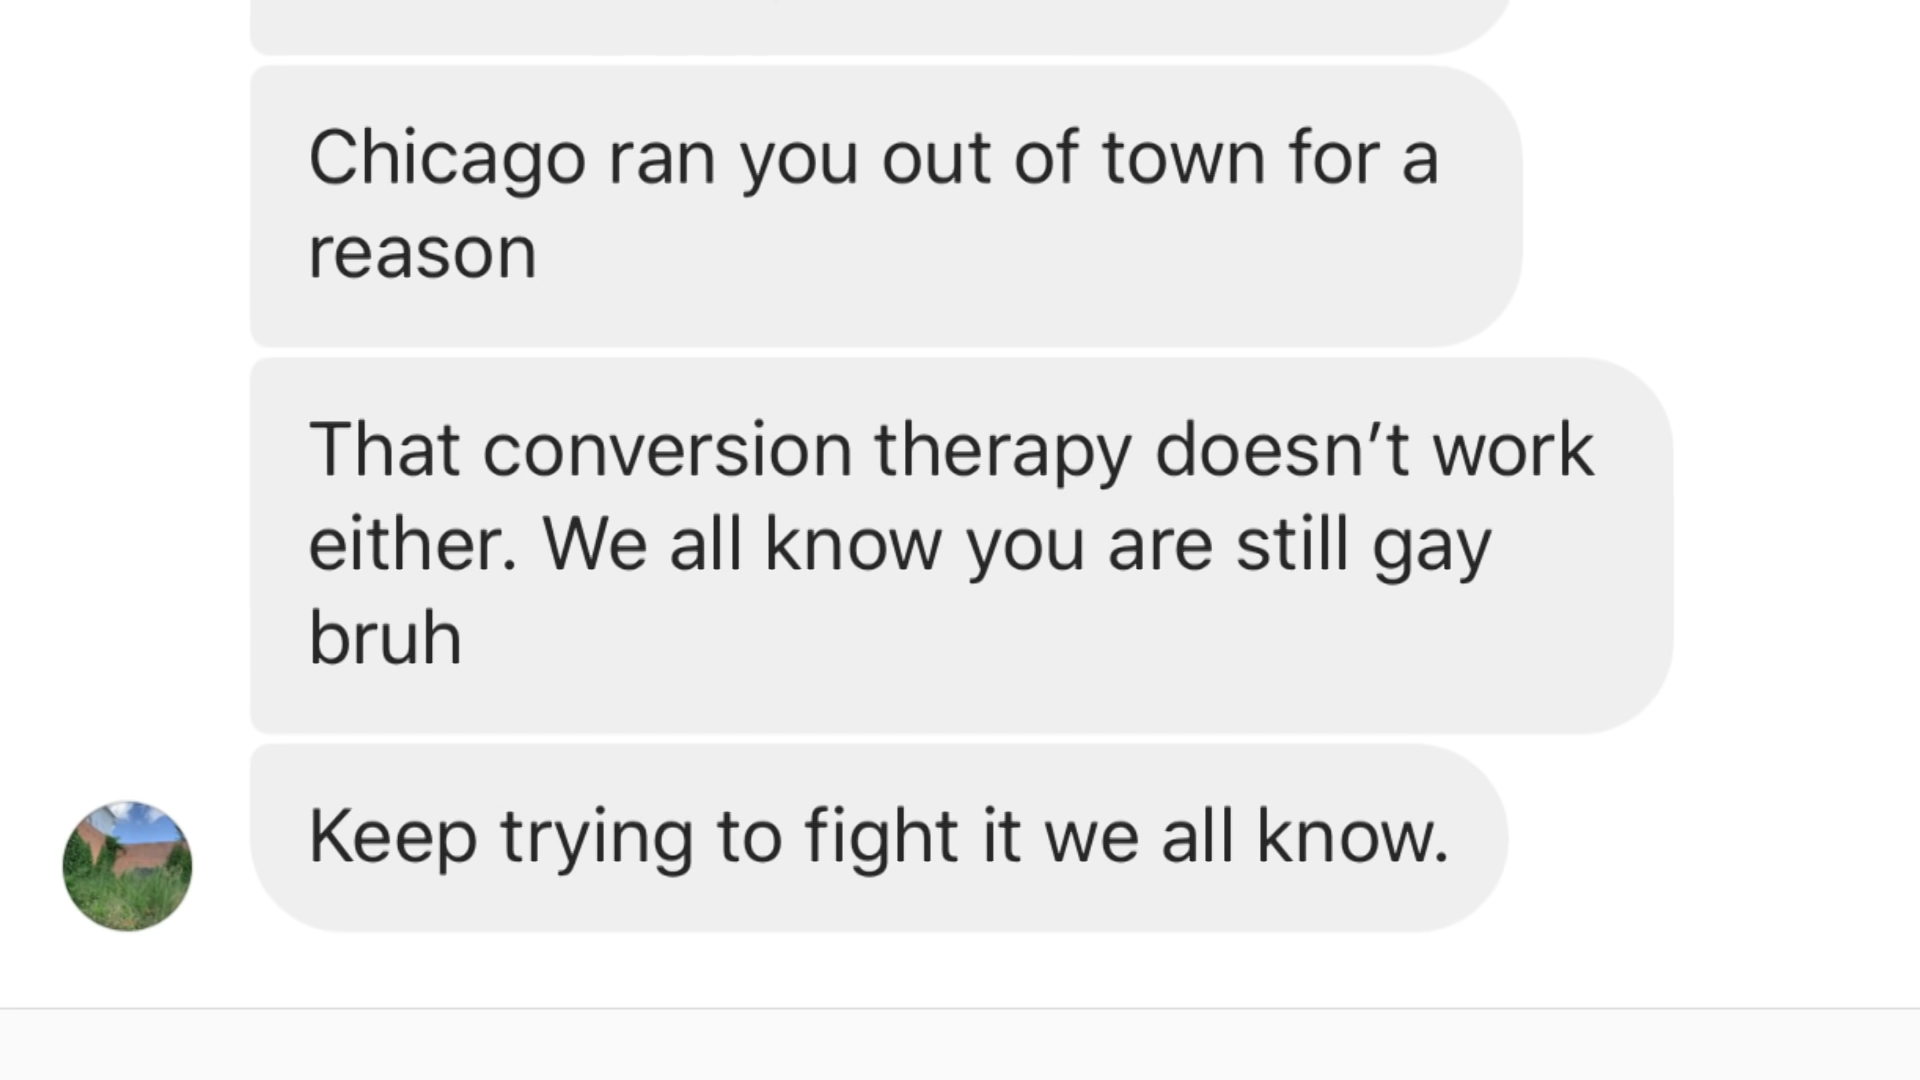 Chicago ran you out of town for a
reason
That conversion therapy doesn’t work
either. We all know you are still gay
bruh
Keep trying to fight it we all know.